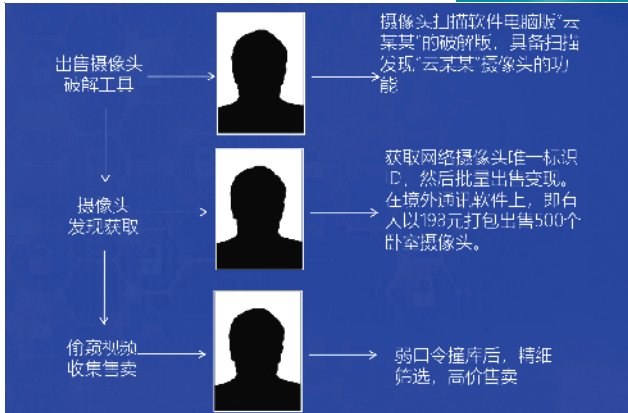 出售摄像头
破解工具
摄像头扫描软件电脑版“云
某某”的破解版，具备扫描
发现“云某某”摄像头的功
能
摄像头
发现获取
获取网络摄像头唯一标识
ID，然后批量出售变现。
在境外通讯软件上，即有
人以198元打包出售500个
卧室摄像头。
偷窥视频
收集售卖
弱口令撞库后，精细
筛选，高价售卖